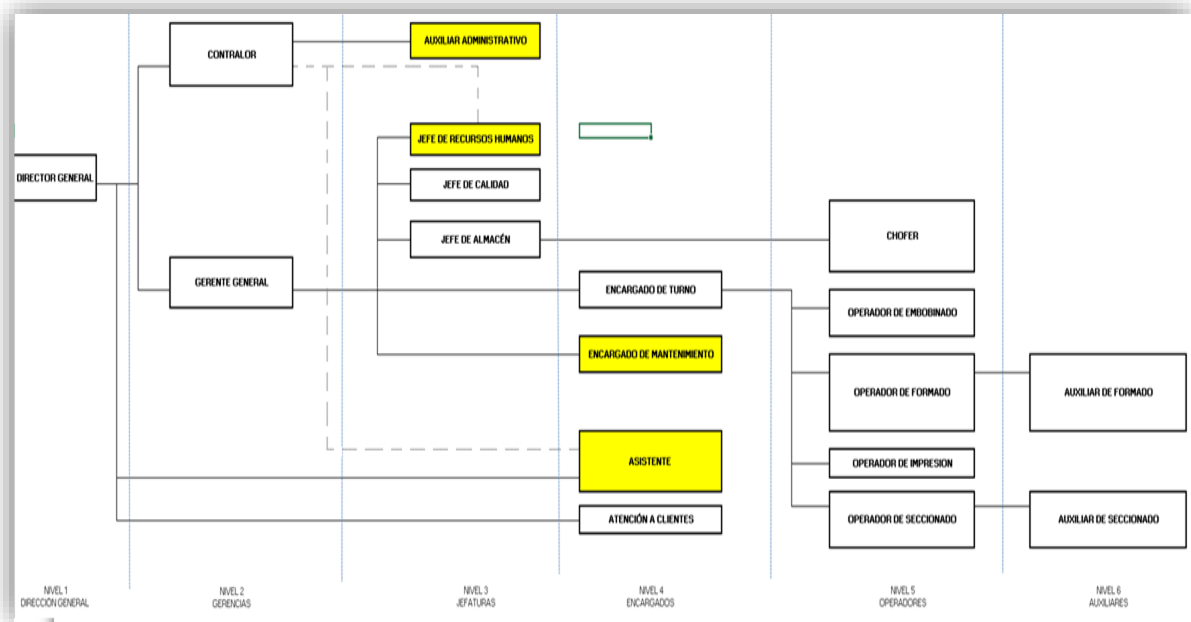 CONTRALOR
AUXILIAR ADMINISTRATIVO
JEFE DE RECURSOS HUMANOS
DIRECTOR GENERAL
JEFE DE CALIDAD
JEFE DE ALMACÉN
CHOFER
GERENTE GENERAL
ENCARGADO DE TURNO
OPERADOR DE EMBOBINADO
ENCARGADO DE MANTENIMIENTO
OPERADOR DE FORMADO
AUXILIAR DE FORMADO
ASISTENTE
OPERADOR DE IMPRESION
ATENCIÓN A CLIENTES
OPERADOR DE SECCIONADO
AUXILIAR DE SECCIONADO
NIVEL 1
DIRECCIÓN GENERAL
NIVEL 2
GERENCIAS
NIVEL 3
JEFATURAS
NIVEL 4
ENCARGADOS
NIVEL 5
OPERADORES
NIVEL 6
AUXILIARES